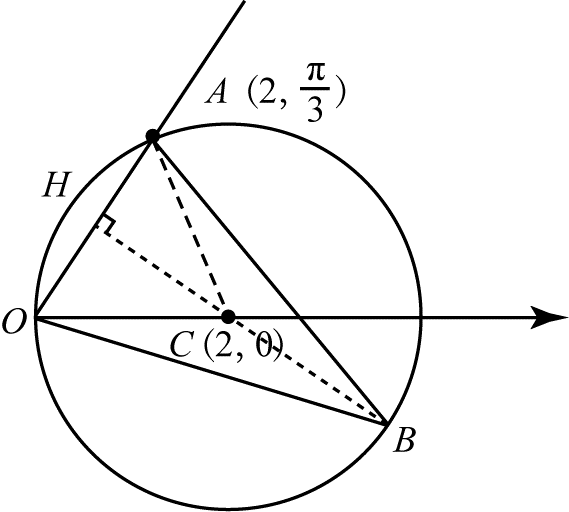 A (2, π/3)
H
O
C (2, 0)
B